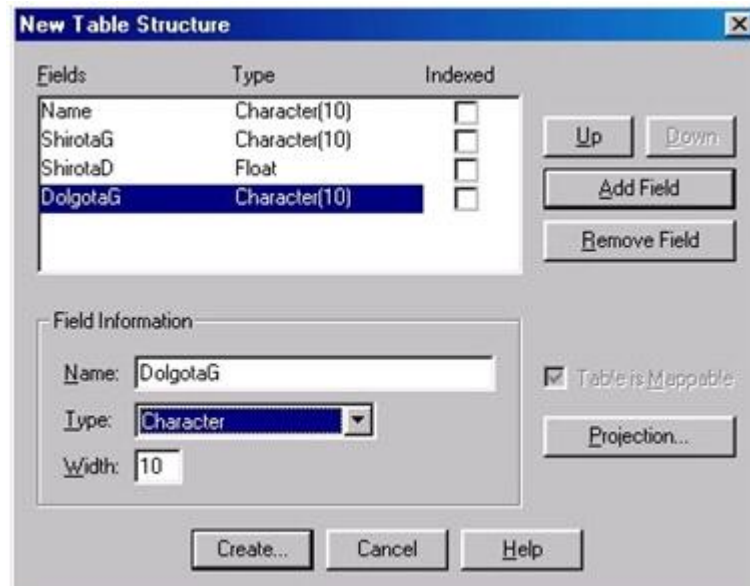 New Table Structure
Fields Type Indexed
Name Character(10)
ShirotaG Character(10)
ShirotaD Float
DolgotaG Character(10)
Up Down
Add Field
Remove Field
Field Information
Name: DolgotaG
Type: Character
Width: 10
Table is Mappable
Projection...
Create... Cancel Help